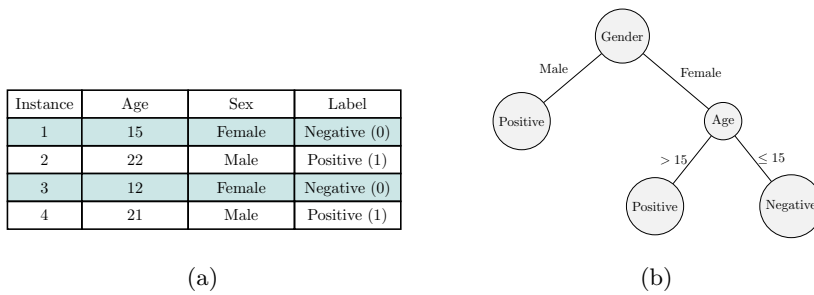 Instance Age Sex Label
1 15 Female Negative (0)
2 22 Male Positive (1)
3 12 Female Negative (0)
4 21 Male Positive (1)
(a)
Gender
Male
Female
Positive
Age
> 15
≤ 15
Positive
Negative
(b)